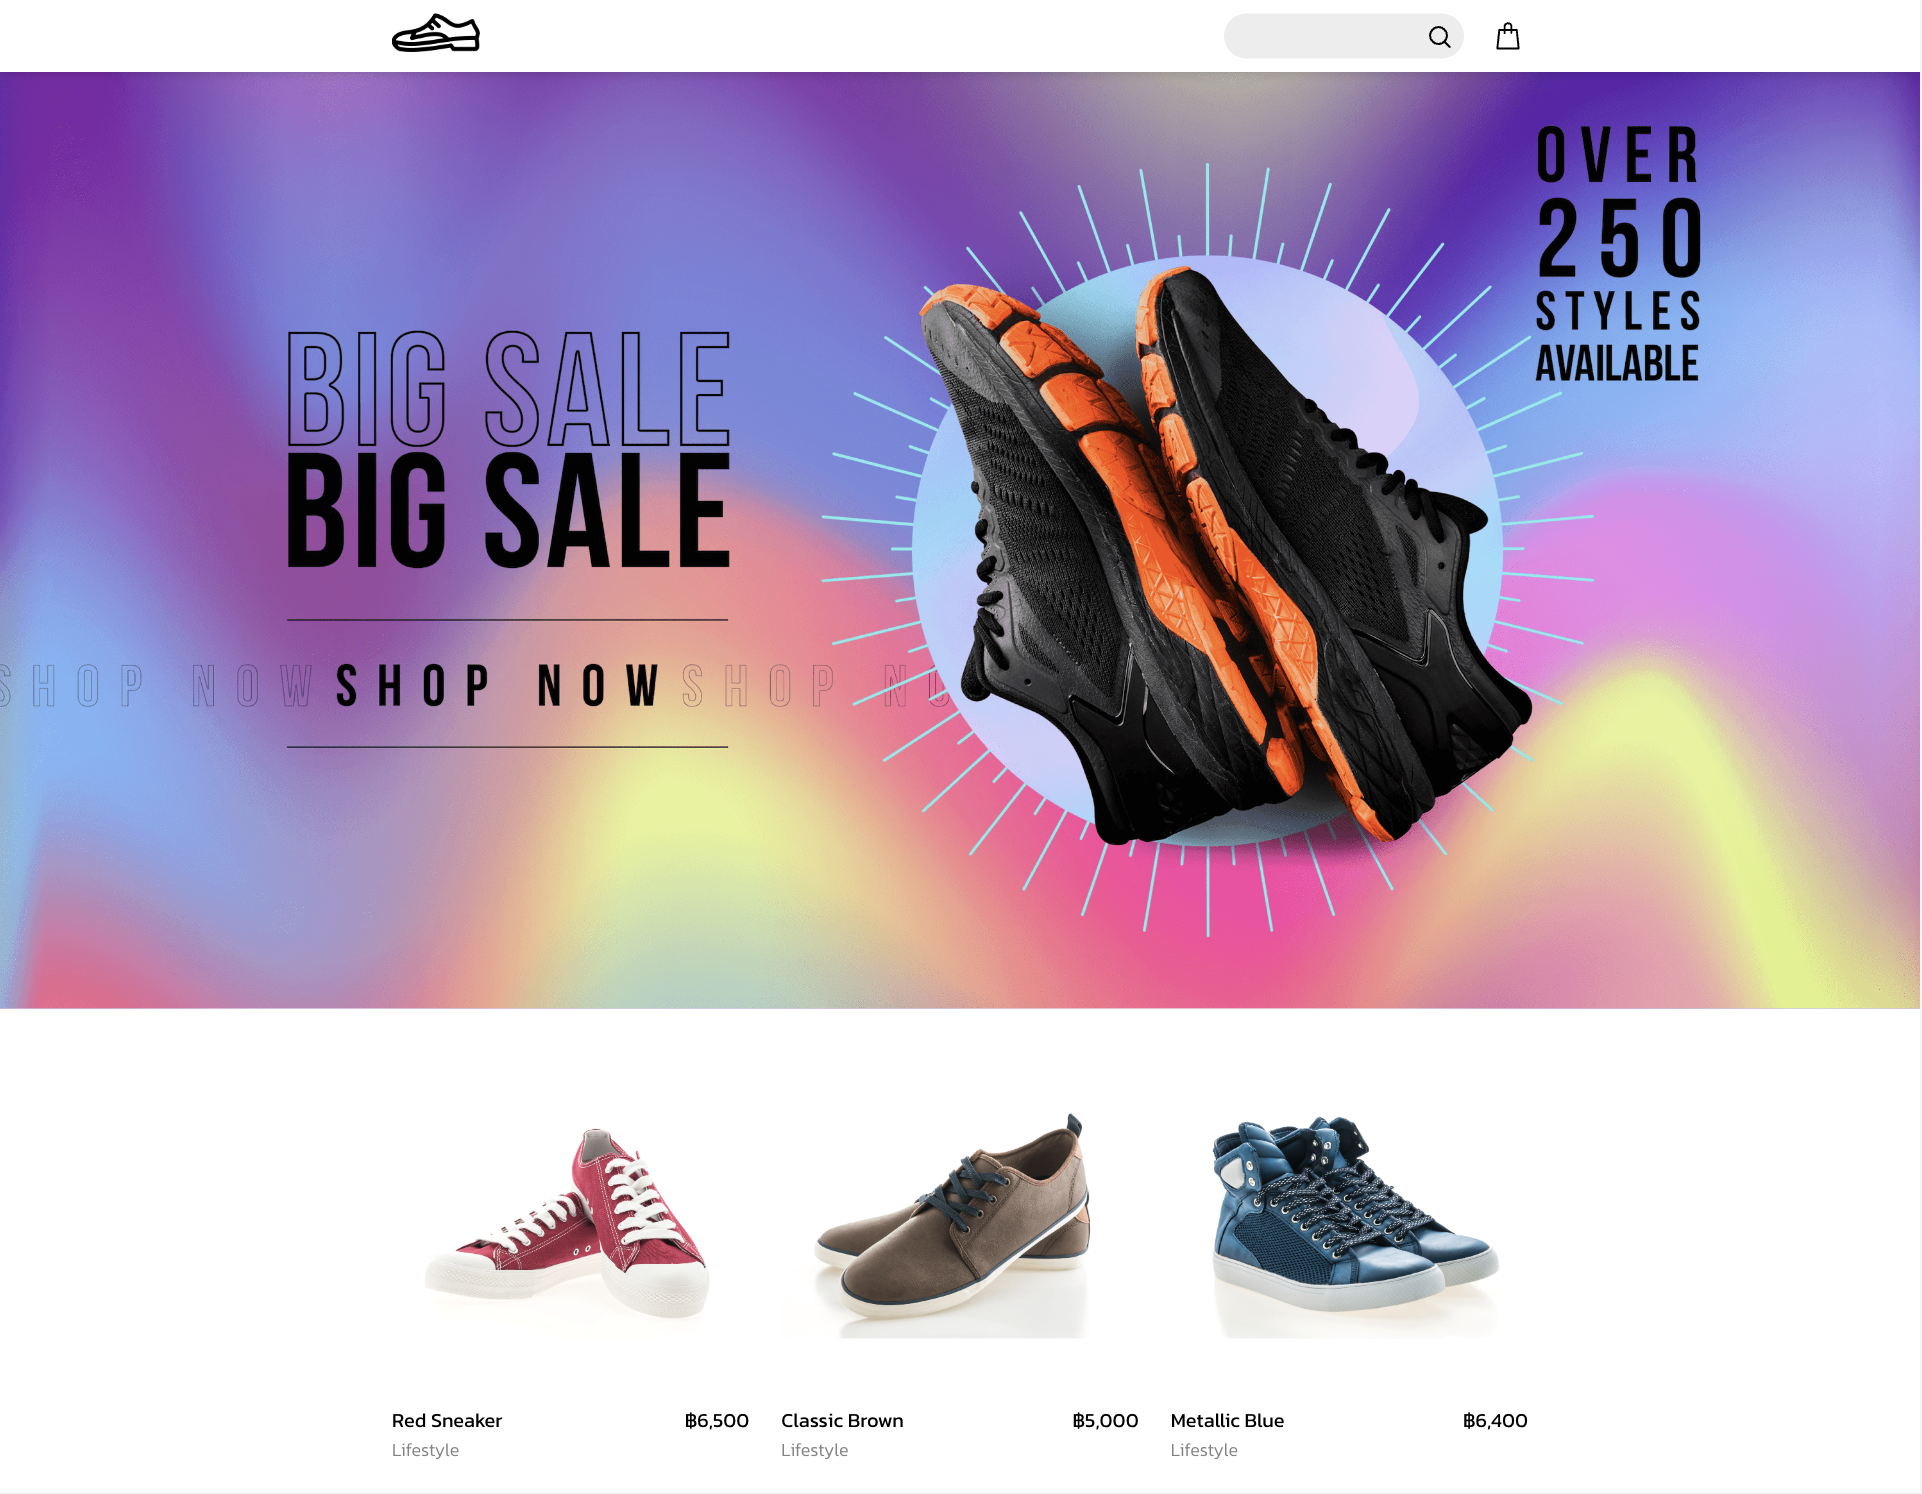 OVER
250
STYLES
AVAILABLE
BIG SALE
BIG SALE
SHOP NOW SHOP NOW SHOP NO
Red Sneaker ฿6,500
Lifestyle
Classic Brown ฿5,000
Lifestyle
Metallic Blue ฿6,400
Lifestyle